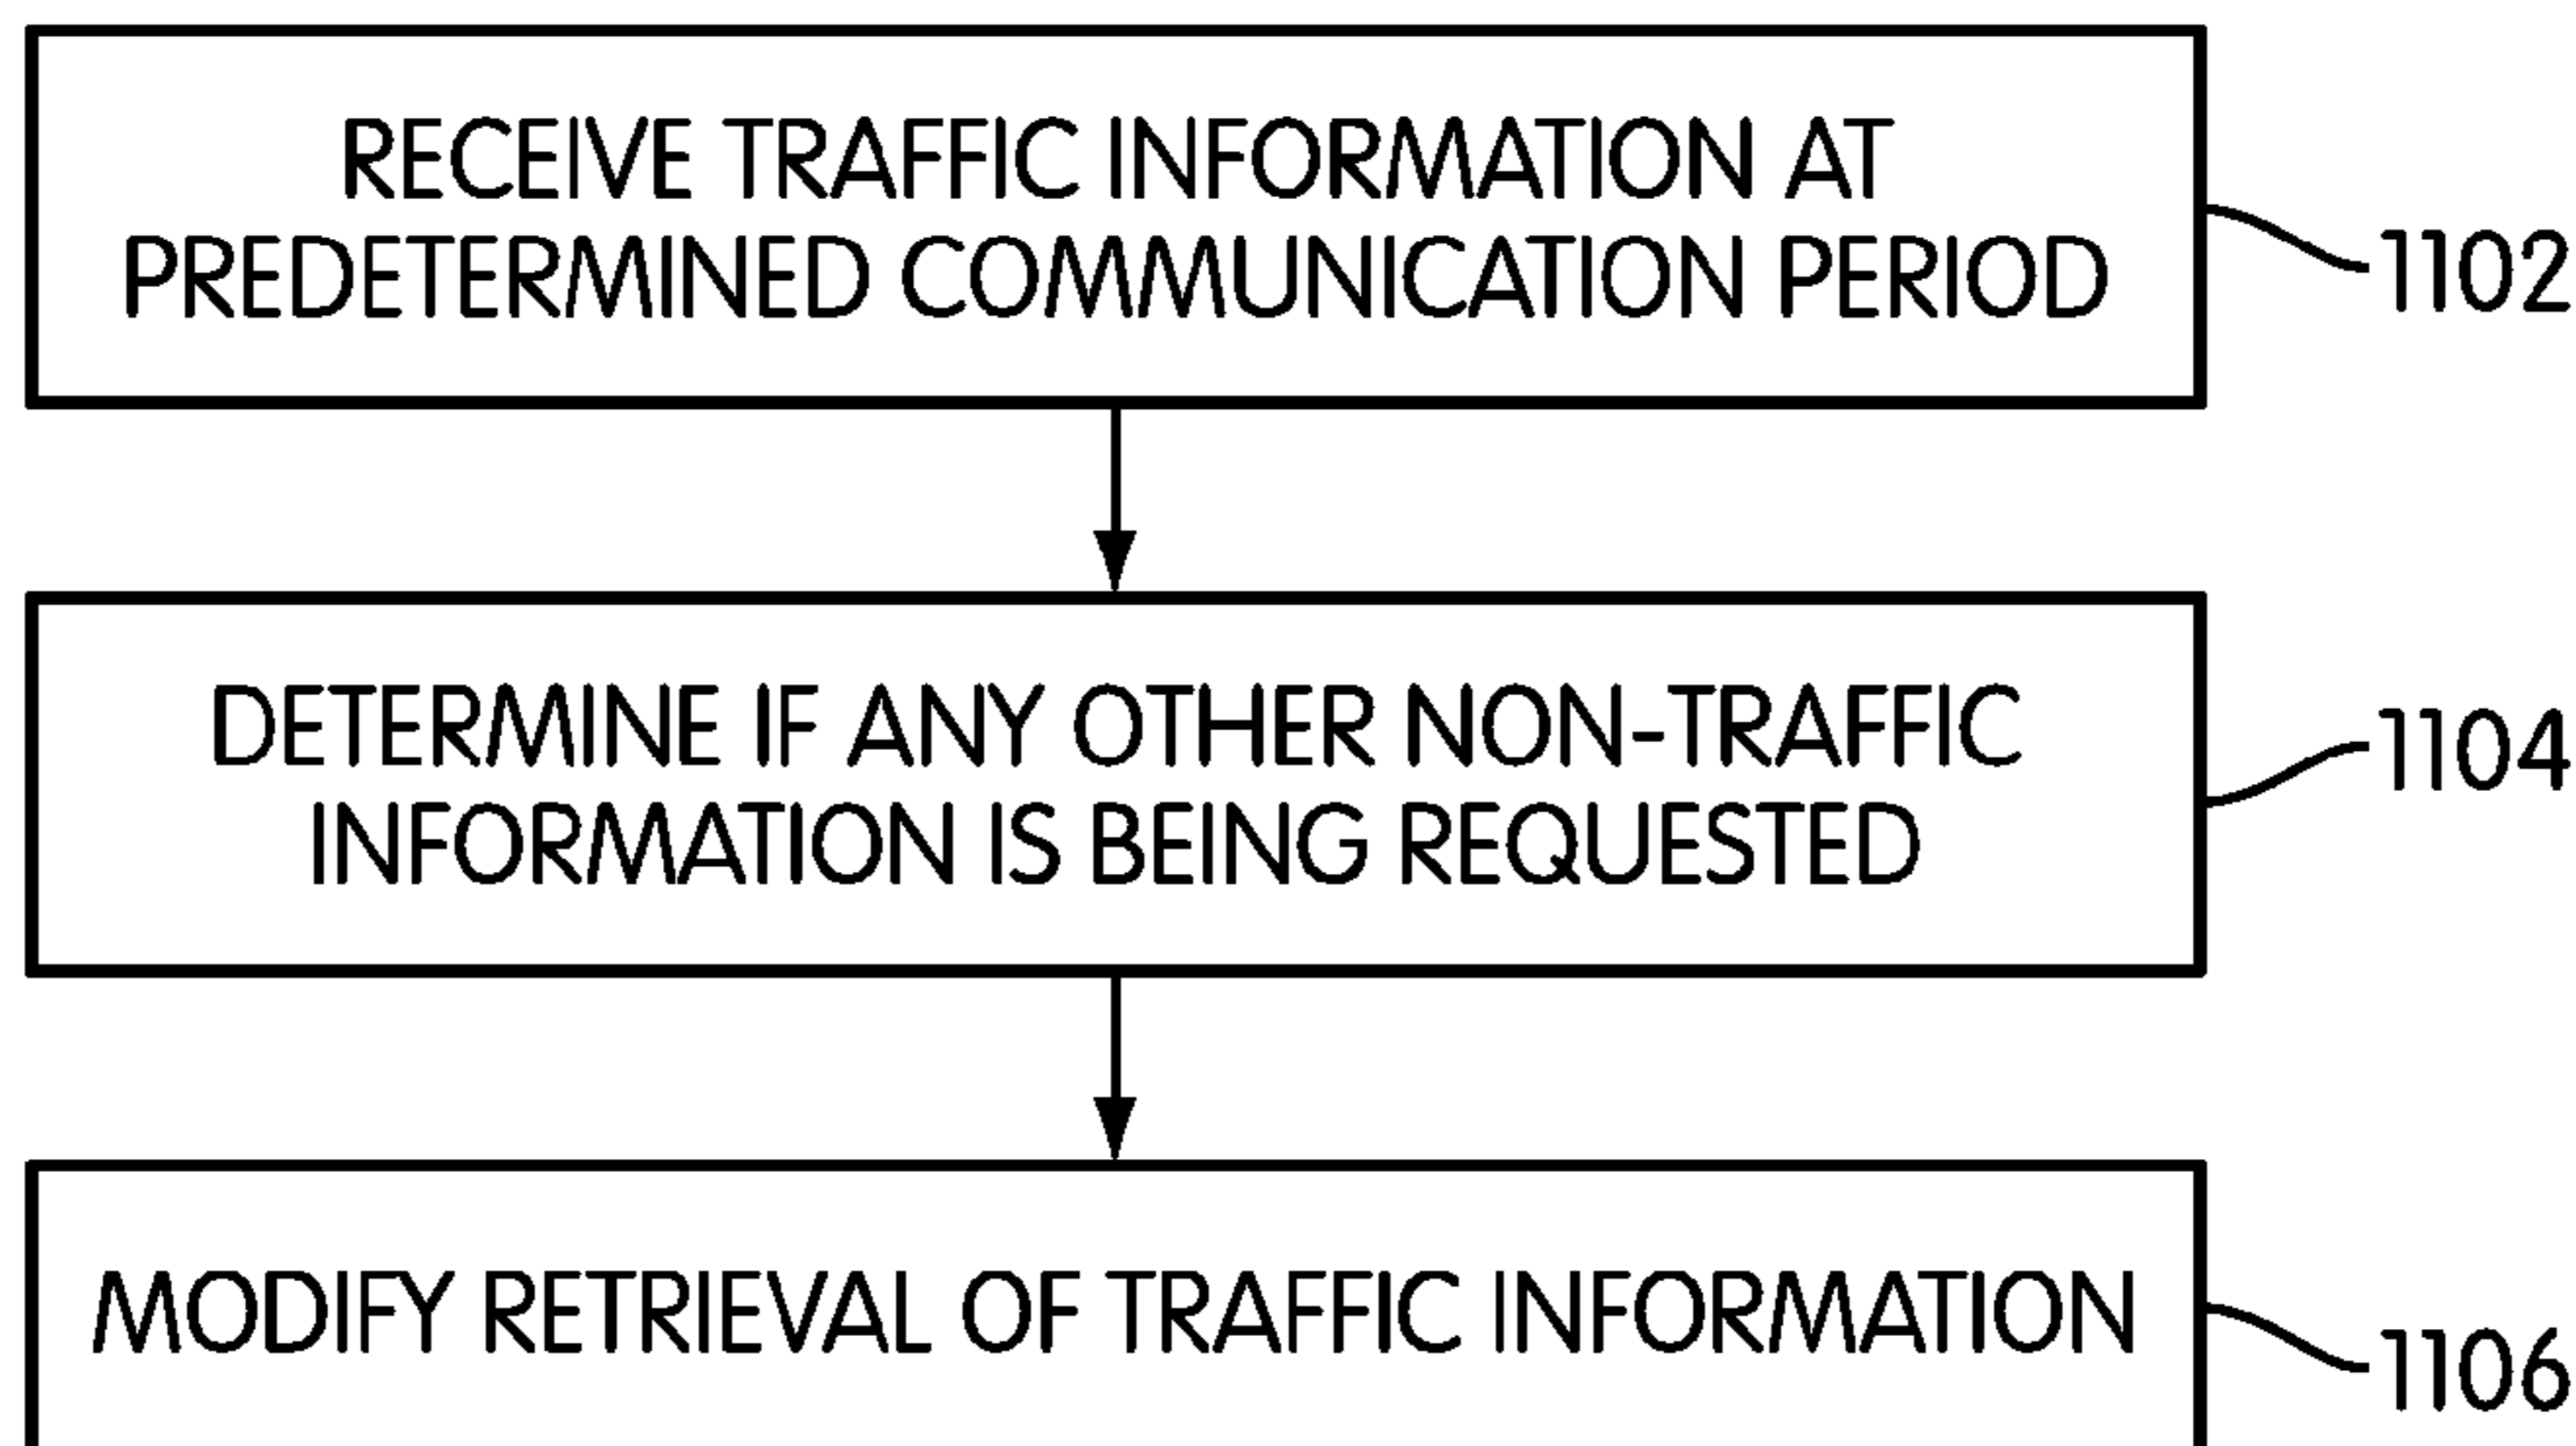 RECEIVE TRAFFIC INFORMATION AT
PREDETERMINED COMMUNICATION PERIOD
1102
DETERMINE IF ANY OTHER NON-TRAFFIC
INFORMATION IS BEING REQUESTED
1104
MODIFY RETRIEVAL OF TRAFFIC INFORMATION
1106